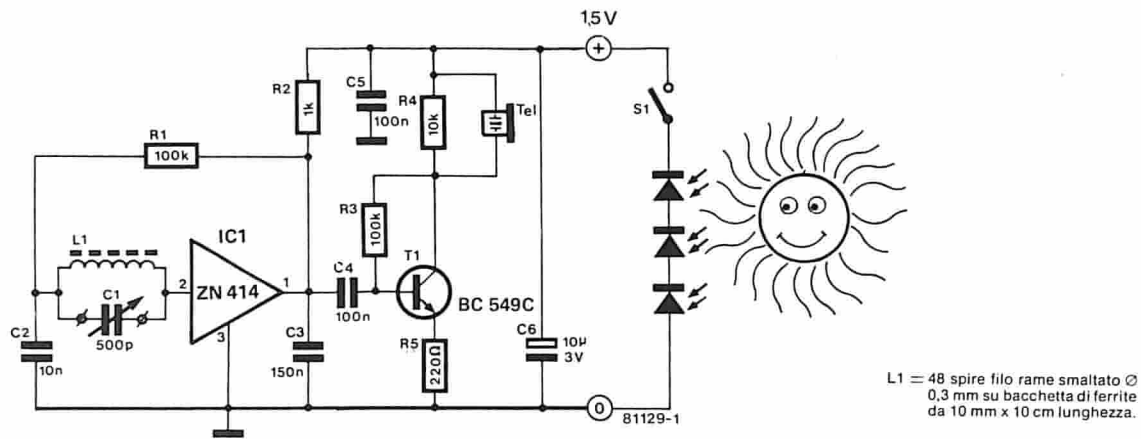 1,5 V
+
R2
1k
C5
100n
R4
10k
Tel
S1
R1
100k
R3
100k
L1
IC1
2
ZN 414
1
3
C1
500p
C4
100n
T1
BC 549C
C2
10n
C3
150n
R5
220Ω
C6
10µ
3V
0
81129-1
L1 = 48 spire filo rame smaltato Ø
0,3 mm su bacchetta di ferrite
da 10 mm x 10 cm lunghezza.